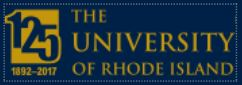 125
1892–2017
THE
UNIVERSITY
OF RHODE ISLAND